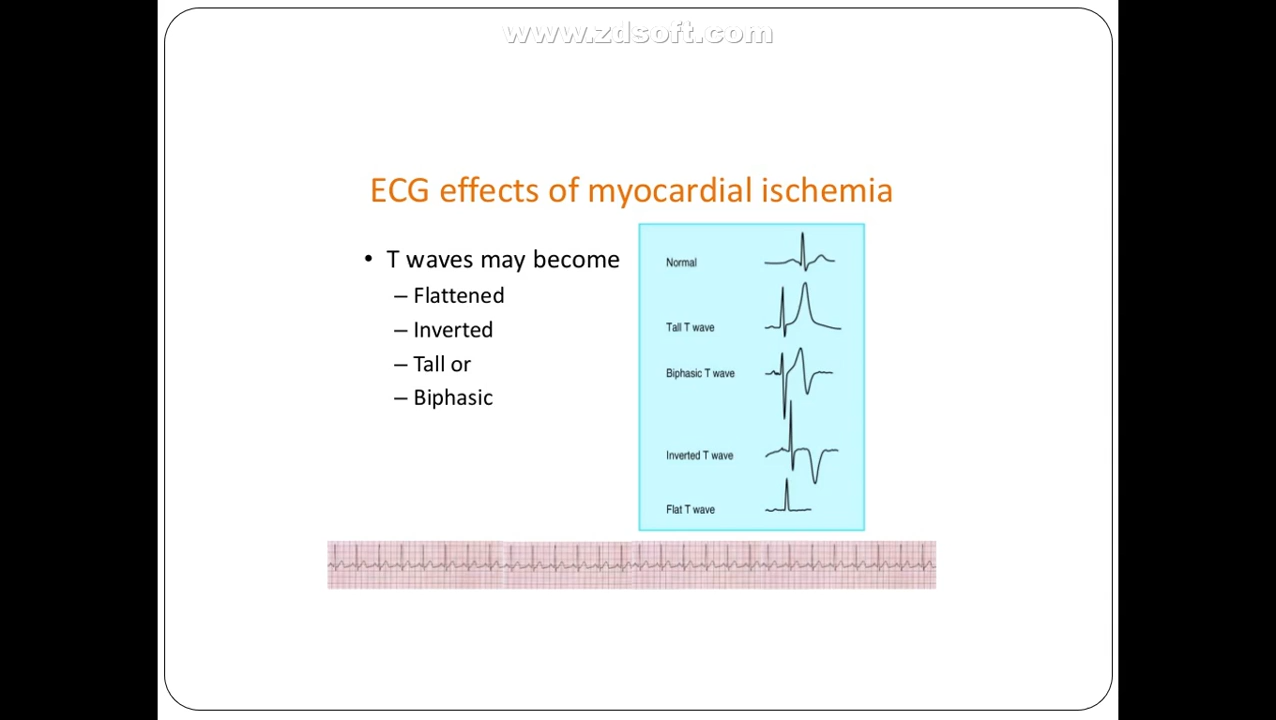 www.zdsoft.com
ECG effects of myocardial ischemia
• T waves may become
– Flattened
– Inverted
– Tall or
– Biphasic
Normal
Tall T wave
Biphasic T wave
Inverted T wave
Flat T wave